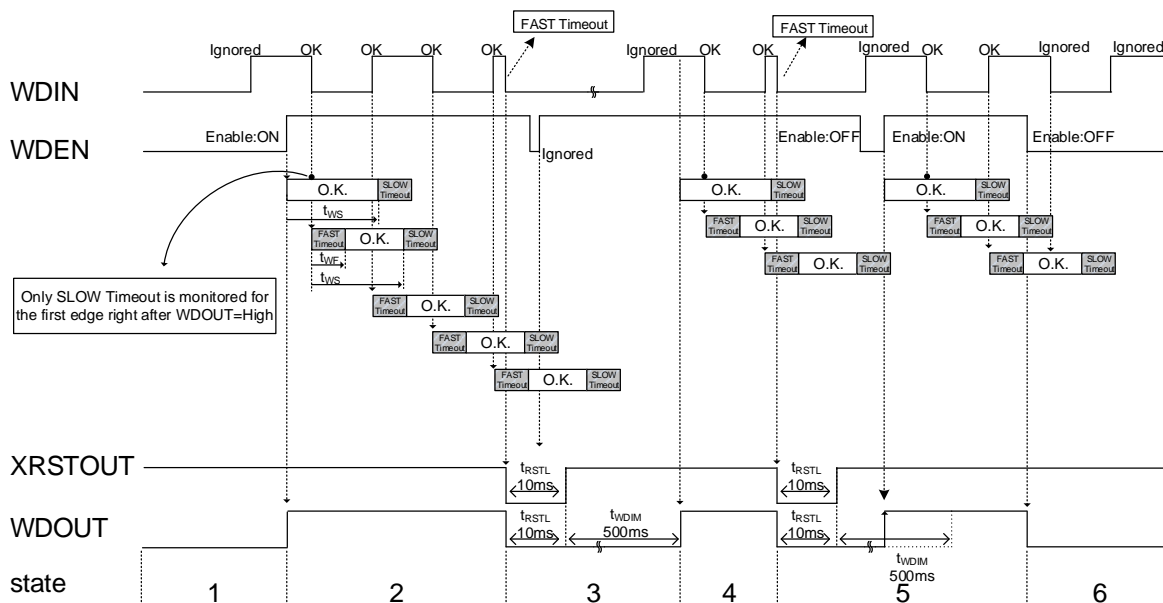 FAST Timeout
FAST Timeout
Ignored OK OK OK OK Ignored OK OK Ignored OK OK Ignored Ignored
WDIN
Enable:ON Enable:OFF Enable:ON Enable:OFF
WDEN
Ignored
O.K. SLOW Timeout O.K. SLOW Timeout O.K. SLOW Timeout
tWS
FAST Timeout O.K. SLOW Timeout FAST Timeout O.K. SLOW Timeout FAST Timeout O.K. SLOW Timeout
tWF
tWS
FAST Timeout O.K. SLOW Timeout FAST Timeout O.K. SLOW Timeout
Only SLOW Timeout is monitored for
the first edge right after WDOUT=High
FAST Timeout O.K. SLOW Timeout
FAST Timeout O.K. SLOW Timeout
FAST Timeout O.K. SLOW Timeout
XRSTOUT
tRSTL
10ms
tRSTL
10ms
WDOUT
tRSTL
10ms
tWDIM
500ms
tRSTL
10ms
tWDIM
500ms
state 1 2 3 4 5 6